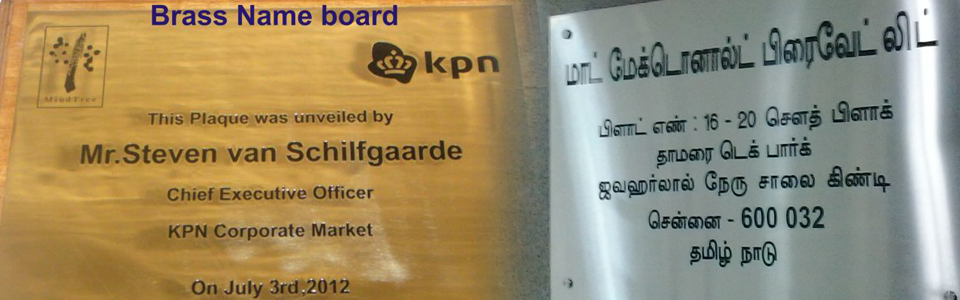 Brass Name board
MindTree
kpn
This Plaque was unveiled by
Mr.Steven van Schilfgaarde
Chief Executive Officer
KPN Corporate Market
On July 3rd,2012
மாட் மேக்டொனால்ட் பிரைவேட் லிட்
பிளாட் எண் : 16 - 20 சௌத் பிளாக்
தாமரை டெக் பார்க்
ஜவஹர்லால் நேரு சாலை கிண்டி
சென்னை - 600 032
தமிழ் நாடு